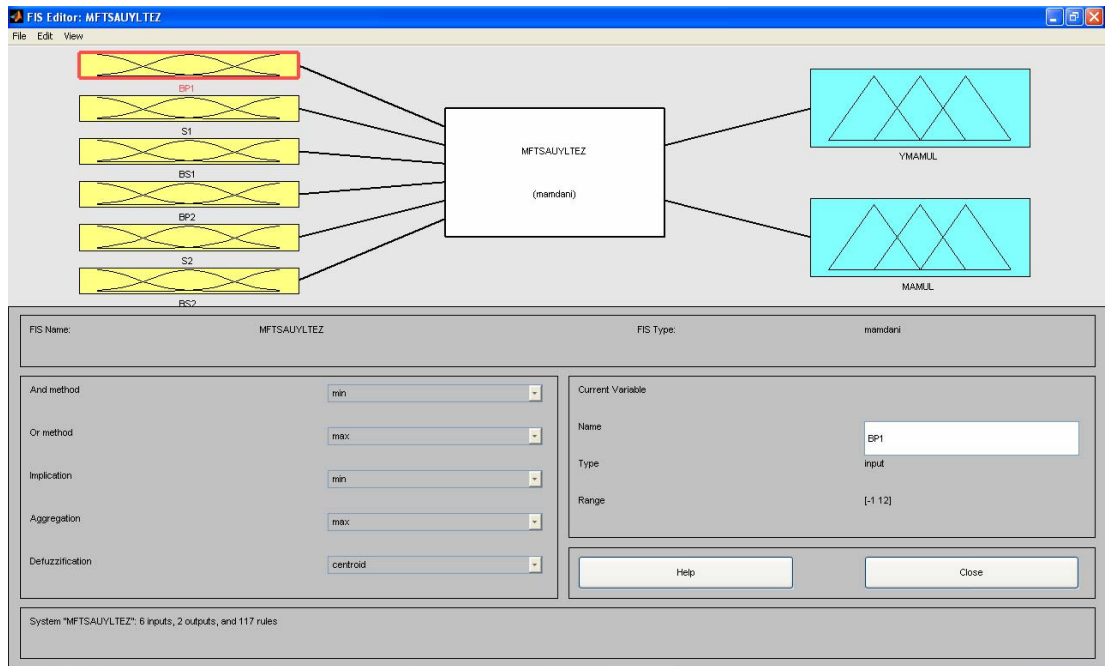 FIS Editor: MFTSAUYLTEZ
File Edit View
BP1
S1
BS1
BP2
S2
BS2
MFTSAUYLTEZ
(mamdani)
YMAMUL
MAMUL
FIS Name: MFTSAUYLTEZ FIS Type: mamdani
And method min
Or method max
Implication min
Aggregation max
Defuzzification centroid
Current Variable
Name BP1
Type input
Range [-1 12]
Help Close
System "MFTSAUYLTEZ": 6 inputs, 2 outputs, and 117 rules